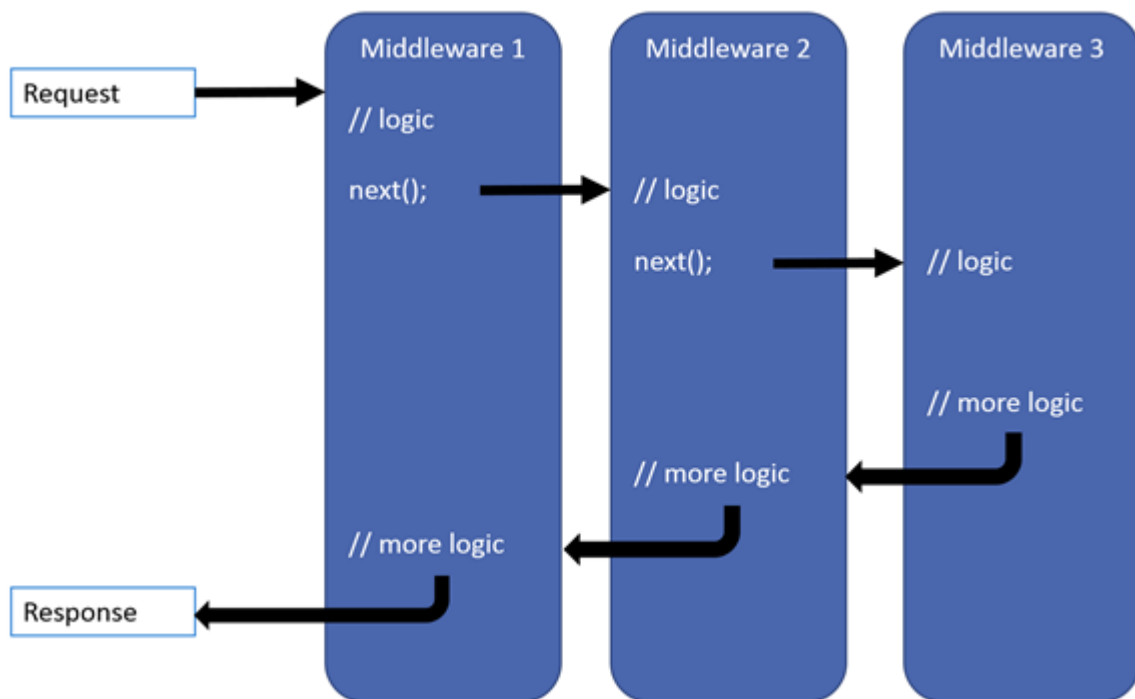 Middleware 1
Middleware 2
Middleware 3
Request
// logic
next();
// logic
next();
// logic
// more logic
// more logic
// more logic
Response